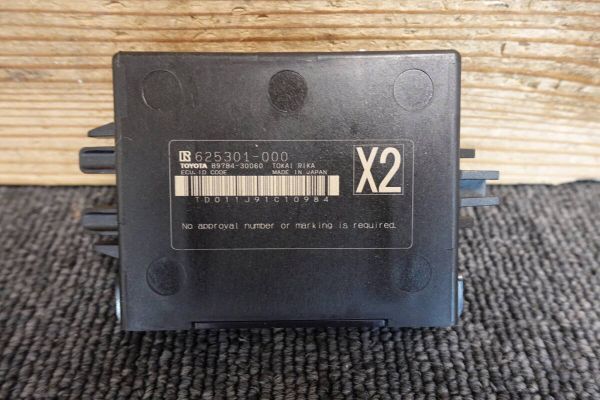 R 625301-000
TOYOTA 89784-30060 TOKAI RIKA
ECU, ID CODE MADE IN JAPAN
X2
TD011J91C10984
No approval number or marking is required.